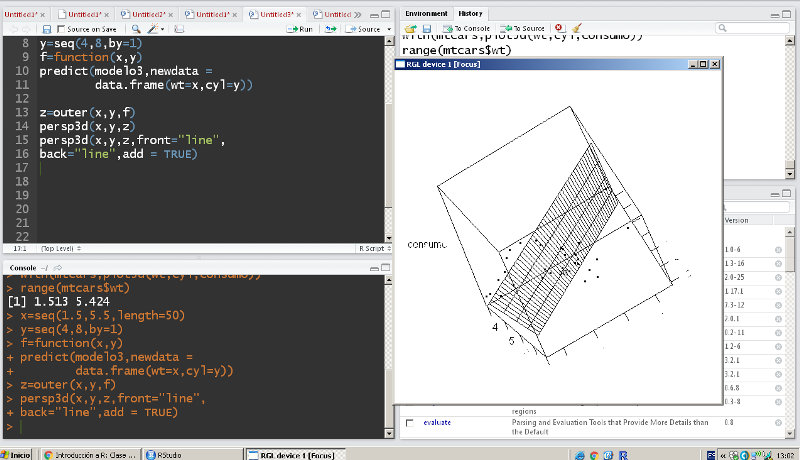 Untitled1*
Untitled2*
Untitled1*
Untitled3*
Untitled
Source on Save
Run
Source
8 y=seq(4,8,by=1)
9 f=function(x,y)
10 predict(modelo3,newdata =
11 data.frame(wt=x,cyl=y))
12
13 z=outer(x,y,f)
14 persp3d(x,y,z)
15 persp3d(x,y,z,front="line",
16 back="line",add = TRUE)
17
18
19
20
21
22
17:1 (Top Level) R Script
Console ~/
with(mtcars,plot3d(wt,cyl,consumo))
> range(mtcars$wt)
[1] 1.513 5.424
> x=seq(1.5,5.5,length=50)
> y=seq(4,8,by=1)
> f=function(x,y)
+ predict(modelo3,newdata =
+ data.frame(wt=x,cyl=y))
> z=outer(x,y,f)
> persp3d(x,y,z,front="line",
+ back="line",add = TRUE)
>
Environment History
To Console To Source
with(mtcars,plot3d(wt,cyl,consumo))
range(mtcars$wt)
RGL device 1 [Focus]
consumo
4
5
Version
1.0-6
1.3-16
2.0-25
1.17.1
7.3-12
2.0.1
0.2-11
1.2-6
3.2.1
3.2.1
0.6.8
0.3-8
regions
evaluate Parsing and Evaluation Tools that Provide More Details than the Default 0.8
Inicio
Introducción a R: Clase ...
RStudio
RGL device 1 [Focus]
ES
13:02